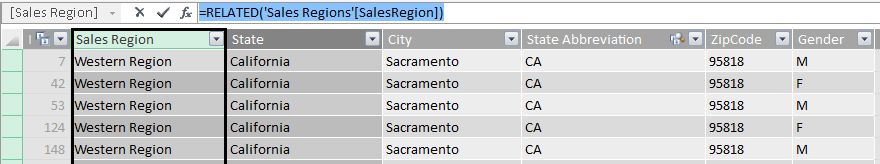 [Sales Region] =RELATED('Sales Regions'[SalesRegion])
Sales Region State City State Abbreviation ZipCode Gender
7 Western Region California Sacramento CA 95818 M
42 Western Region California Sacramento CA 95818 F
53 Western Region California Sacramento CA 95818 M
124 Western Region California Sacramento CA 95818 F
148 Western Region California Sacramento CA 95818 M